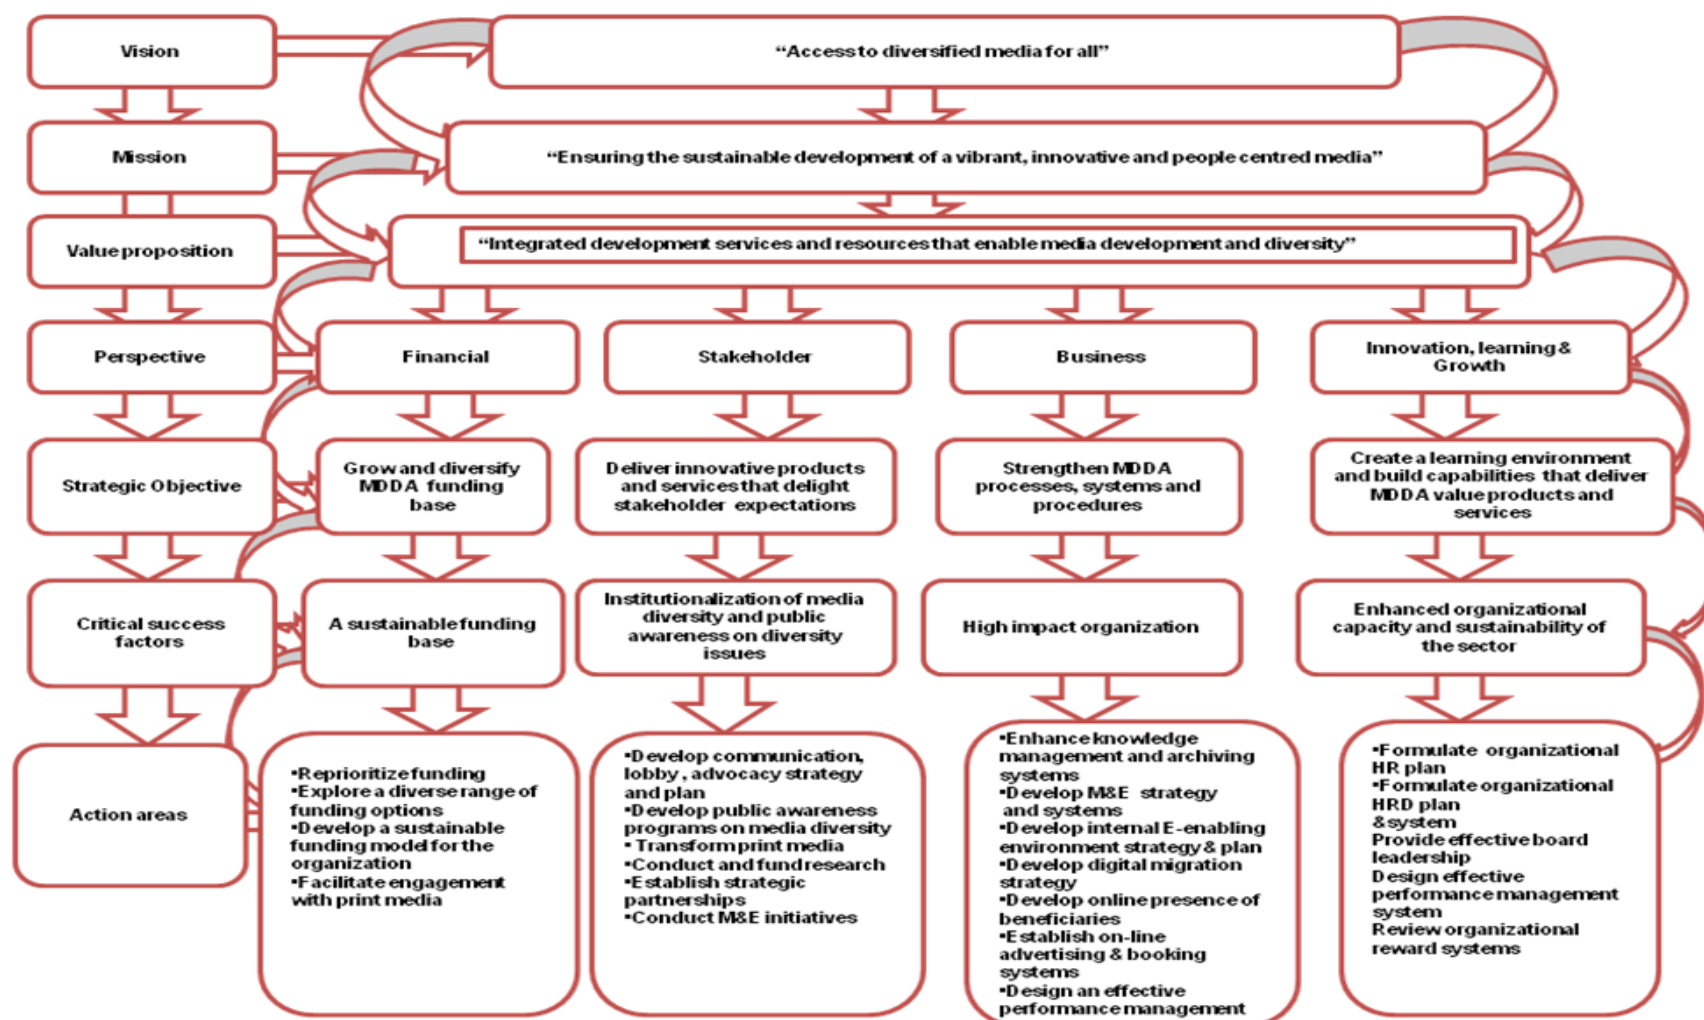 Vision
“Access to diversified media for all”
Mission
“Ensuring the sustainable development of a vibrant, innovative and people centred media”
Value proposition
“Integrated development services and resources that enable media development and diversity”
Perspective
Financial
Stakeholder
Business
Innovation, learning &
Growth
Strategic Objective
Grow and diversify
MDDA funding
base
Deliver innovative products
and services that delight
stakeholder expectations
Strengthen MDDA
processes, systems and
procedures
Create a learning environment
and build capabilities that deliver
MDDA value products and
services
Critical success
factors
A sustainable funding
base
Institutionalization of media
diversity and public
awareness on diversity
issues
High impact organization
Enhanced organizational
capacity and sustainability of
the sector
Action areas
•Reprioritize funding
•Explore a diverse range of
funding options
•Develop a sustainable
funding model for the
organization
•Facilitate engagement
with print media
•Develop communication,
lobby , advocacy strategy
and plan
•Develop public awareness
programs on media diversity
• Transform print media
•Conduct and fund research
•Establish strategic
partnerships
•Conduct M&E initiatives
•Enhance knowledge
management and archiving
systems
•Develop M&E strategy
and systems
•Develop internal E-enabling
environment strategy & plan
•Develop digital migration
strategy
•Develop online presence of
beneficiaries
•Establish on-line
advertising & booking
systems
•Design an effective
performance management
•Formulate organizational
HR plan
•Formulate organizational
HRD plan
&system
Provide effective board
leadership
Design effective
performance management
system
Review organizational
reward systems